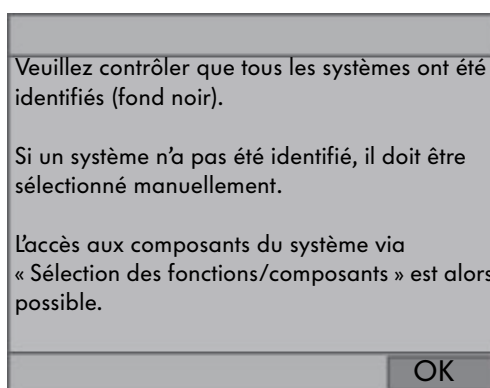 Veuillez contrôler que tous les systèmes ont été
identifiés (fond noir).
Si un système n'a pas été identifié, il doit être
sélectionné manuellement.
L'accès aux composants du système via
« Sélection des fonctions/composants » est alors
possible.
OK